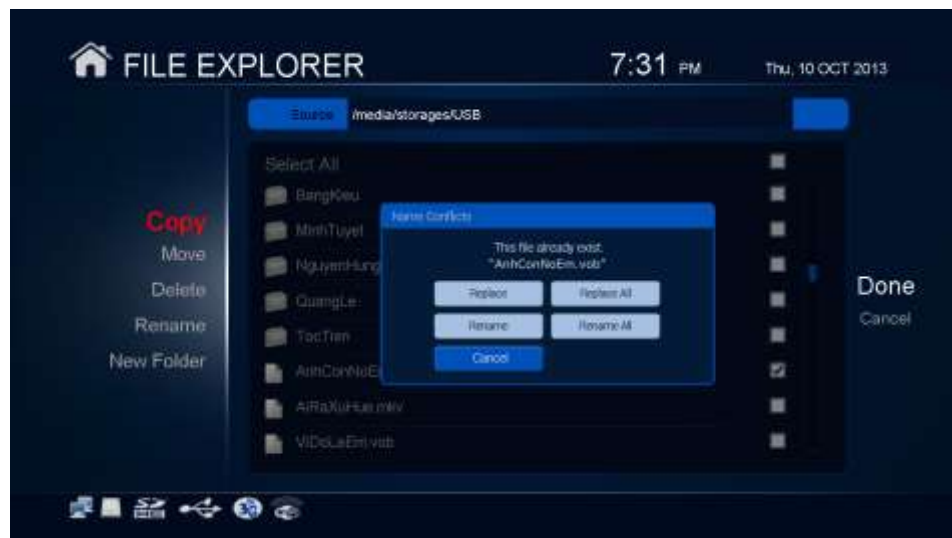 FILE EXPLORER
7:31 PM
Thu, 10 OCT 2013
Source /media/storages/USB
Select All
BangKieu
MinhTuyet
NguyenHung
QuangLe
TocTien
AnhConNoE
AiRaXuHue.mkv
ViDoLaEm.vob
Copy
Move
Delete
Rename
New Folder
Name Conflicts
This file already exist.
"AnhConNoEm.vob"
Replace
Replace All
Rename
Rename All
Cancel
Done
Cancel